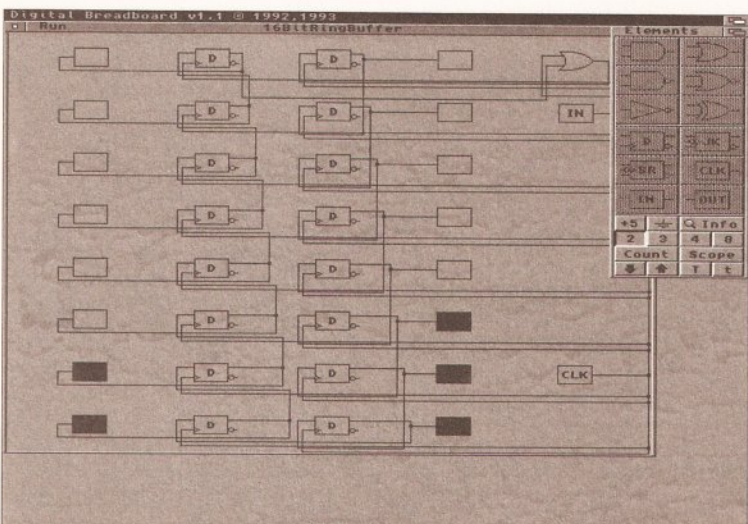 Digital Breadboard v1.1 © 1992,1993
Run
16BitRingBuffer
Elements
D
D
D
D
IN
D
D
D
D
D
D
D
D
D
D
CLK
D
D
D
JK
SR
CLK
IN
OUT
+5
Info
2
3
4
8
Count
Scope
T
t